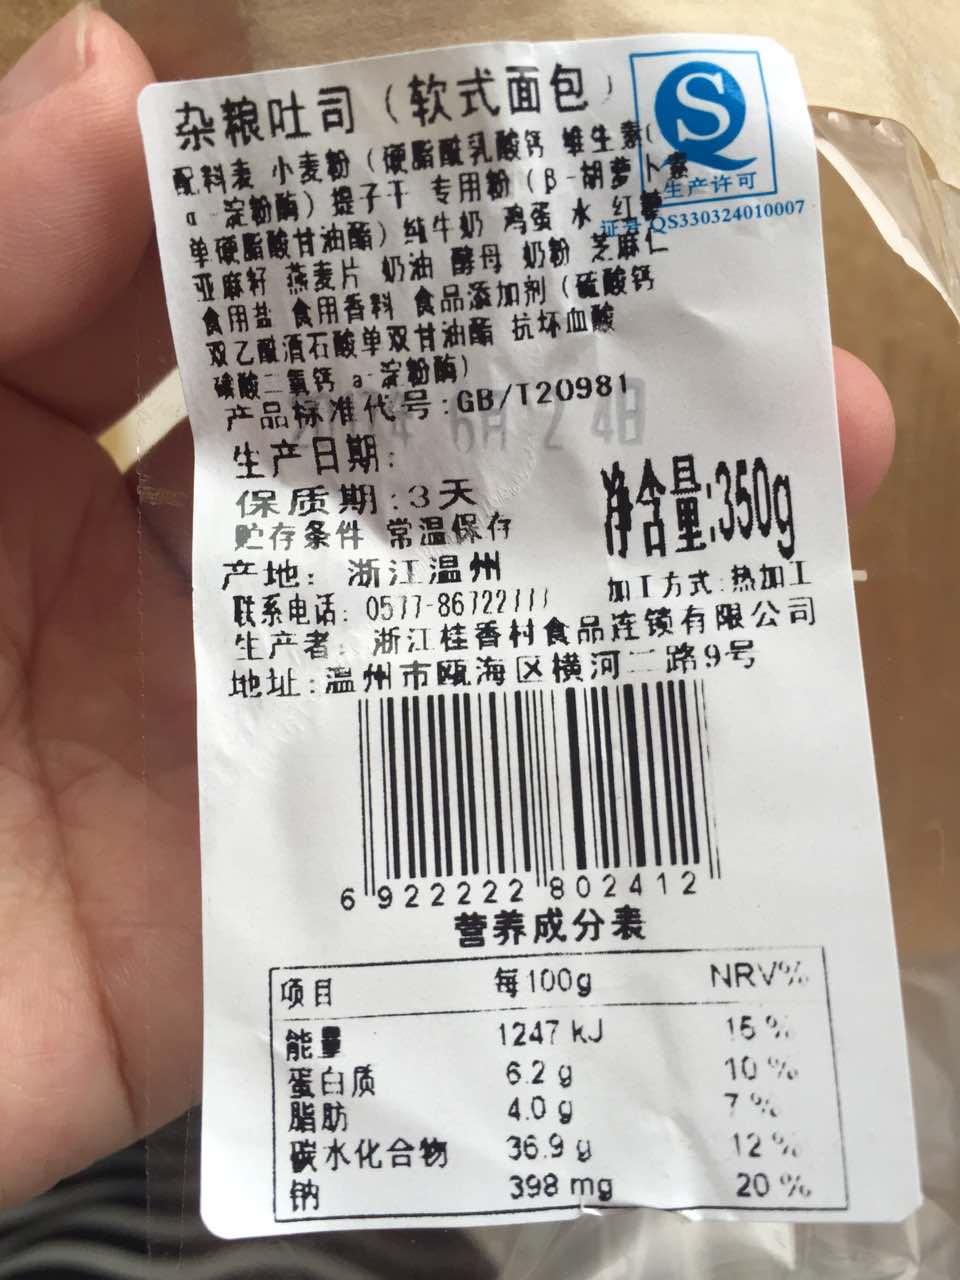 杂粮吐司（软式面包）
配料表 小麦粉（硬脂酰乳酸钙 维生素C
α-淀粉酶）提子干 专用粉（β-胡萝卜素
单硬脂酸甘油酯）纯牛奶 鸡蛋 水 红糖
亚麻籽 燕麦片 奶油 酵母 奶粉 芝麻仁
食用盐 食用香料 食品添加剂（硫酸钙
双乙酰酒石酸单双甘油酯 抗坏血酸
磷酸二氢钙 a-淀粉酶）
生产许可
证号 QS330324010007
产品标准代号:GB/T20981
6月24日
生产日期:
保质期:3天
贮存条件 常温保存
净含量:350g
产地: 浙江温州
加工方式:热加工
联系电话: 0577-86722777
生产者: 浙江桂香村食品连锁有限公司
地址:温州市瓯海区横河二路9号
6 922222 802412
营养成分表
项目 每100g NRV%
能量 1247 kJ 15 %
蛋白质 6.2 g 10 %
脂肪 4.0 g 7 %
碳水化合物 36.9 g 12 %
钠 398 mg 20 %